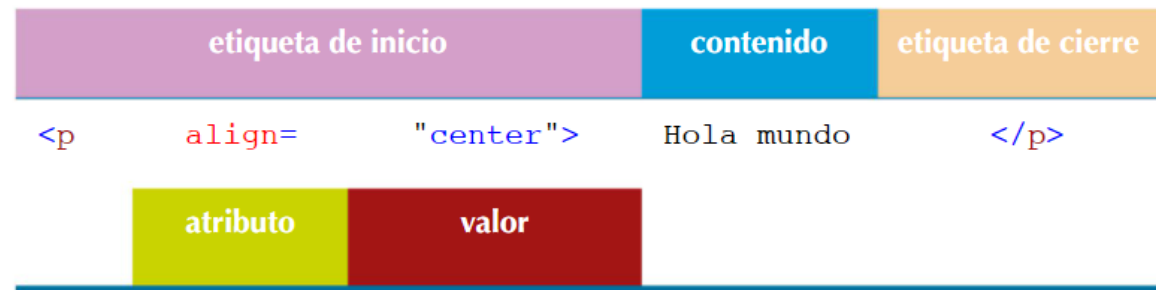 etiqueta de inicio contenido etiqueta de cierre
<p align= "center"> Hola mundo </p>
atributo valor